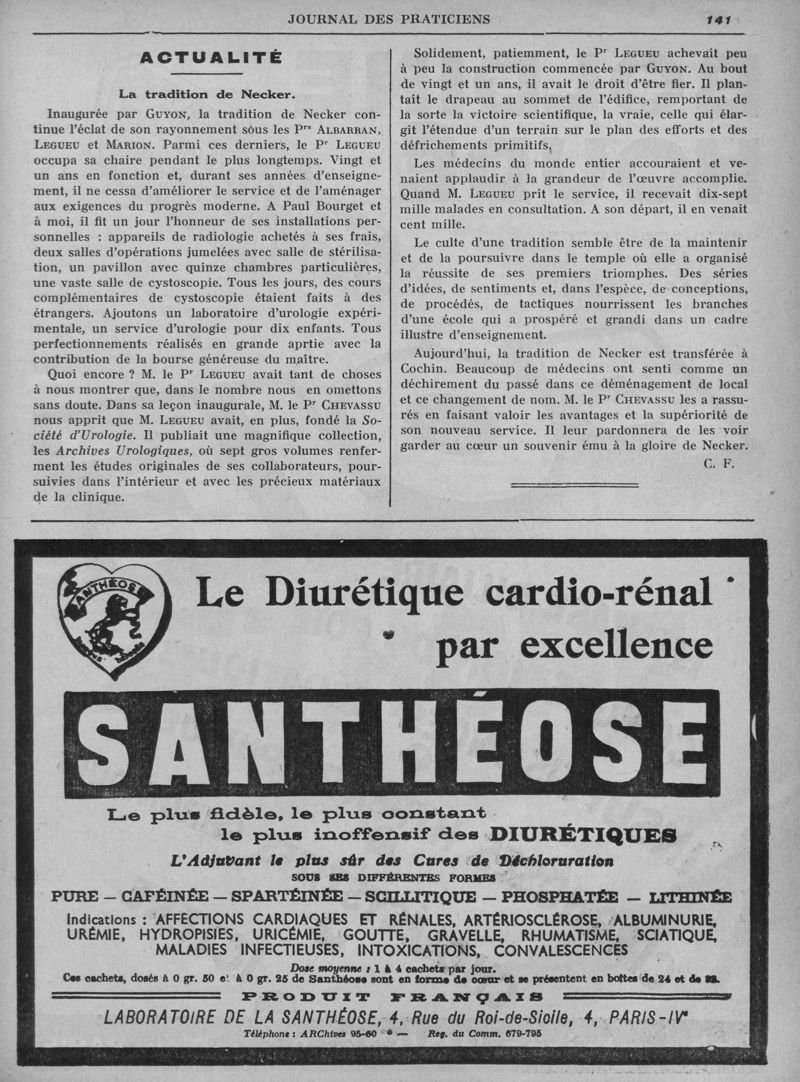 JOURNAL DES PRATICIENS
141
ACTUALITÉ
La tradition de Necker.
Inaugurée par GUYON, la tradition de Necker con-
tinue l'éclat de son rayonnement sous les Prs ALBARRAN,
LEGUEU et MARION. Parmi ces derniers, le Pr LEGUEU
occupa sa chaire pendant le plus longtemps. Vingt et
un ans en fonction et, durant ses années d'enseigne-
ment, il ne cessa d'améliorer le service et de l'aménager
aux exigences du progrès moderne. A Paul Bourget et
à moi, il fit un jour l'honneur de ses installations per-
sonnelles : appareils de radiologie achetés à ses frais,
deux salles d'opérations jumelées avec salle de stérilisa-
tion, un pavillon avec quinze chambres particulières,
une vaste salle de cystoscopie. Tous les jours, des cours
complémentaires de cystoscopie étaient faits à des
étrangers. Ajoutons un laboratoire d'urologie expéri-
mentale, un service d'urologie pour dix enfants. Tous
perfectionnements réalisés en grande aprtie avec la
contribution de la bourse généreuse du maître.
Quoi encore ? M. le Pr LEGUEU avait tant de choses
à nous montrer que, dans le nombre nous en omettons
sans doute. Dans sa leçon inaugurale, M. le Pr CHEVASSU
nous apprit que M. LEGUEU avait, en plus, fondé la So-
ciété d'Urologie. Il publiait une magnifique collection,
les Archives Urologiques, où sept gros volumes renfer-
ment les études originales de ses collaborateurs, pour-
suivies dans l'intérieur et avec les précieux matériaux
de la clinique.
Solidement, patiemment, le Pr LEGUEU achevait peu
à peu la construction commencée par GUYON. Au bout
de vingt et un ans, il avait le droit d'être fier. Il plan-
tait le drapeau au sommet de l'édifice, remportant de
la sorte la victoire scientifique, la vraie, celle qui élar-
git l'étendue d'un terrain sur le plan des efforts et des
défrichements primitifs.
Les médecins du monde entier accouraient et ve-
naient applaudir à la grandeur de l'œuvre accomplie.
Quand M. LEGUEU prit le service, il recevait dix-sept
mille malades en consultation. A son départ, il en venait
cent mille.
Le culte d'une tradition semble être de la maintenir
et de la poursuivre dans le temple où elle a organisé
la réussite de ses premiers triomphes. Des séries
d'idées, de sentiments et, dans l'espèce, de conceptions,
de procédés, de tactiques nourrissent les branches
d'une école qui a prospéré et grandi dans un cadre
illustre d'enseignement.
Aujourd'hui, la tradition de Necker est transférée à
Cochin. Beaucoup de médecins ont senti comme un
déchirement du passé dans ce déménagement de local
et ce changement de nom. M. le Pr CHEVASSU les a rassu-
rés en faisant valoir les avantages et la supériorité de
son nouveau service. Il leur pardonnera de les voir
garder au cœur un souvenir ému à la gloire de Necker.
C. F.
SANTHÉOSE
Le Diurétique cardio-rénal
par excellence
SANTHÉOSE
Le plus fidèle, le plus constant
le plus inoffensif des DIURÉTIQUES
L'Adjuvant le plus sûr des Cures de Déchloruration
SOUS SES DIFFÉRENTES FORMES
PURE — CAFÉINÉE — SPARTÉINÉE — SCILLITIQUE — PHOSPHATÉE — LITHINÉE
Indications : AFFECTIONS CARDIAQUES ET RÉNALES, ARTÉRIOSCLÉROSE, ALBUMINURIE,
URÉMIE, HYDROPISIES, URICÉMIE, GOUTTE, GRAVELLE, RHUMATISME, SCIATIQUE,
MALADIES INFECTIEUSES, INTOXICATIONS, CONVALESCENCES
Dose moyenne : 1 à 4 cachets par jour.
Ces cachets, dosés à 0 gr. 50 et à 0 gr. 25 de Santhéose sont en forme de cœur et se présentent en boîtes de 24 et de
PRODUIT FRANÇAIS
LABORATOIRE DE LA SANTHÉOSE, 4, Rue du Roi-de-Sicile, 4, PARIS-IVe
Téléphone : ARChives 95-60 — Reg. du Comm. 679-795